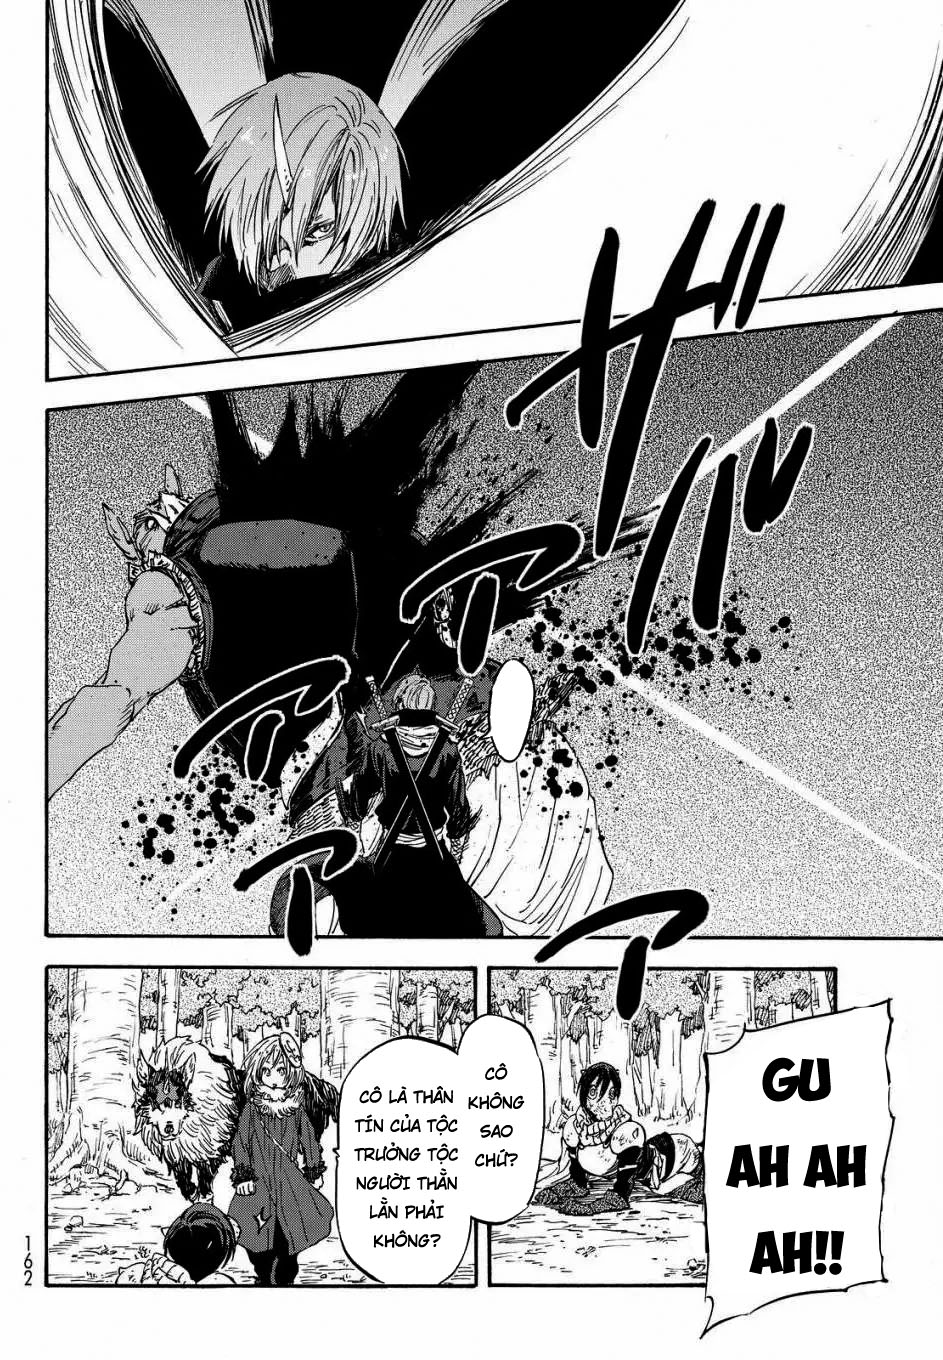 ザ
バ
ル
ア
ア
ア
ア
GU
AH AH
AH!!
CÔ
KHÔNG
SAO
CHỨ?
CÔ LÀ THÂN
TÍN CỦA TỘC
TRƯỞNG TỘC
NGƯỜI THẰN
LẰN PHẢI
KHÔNG?
162